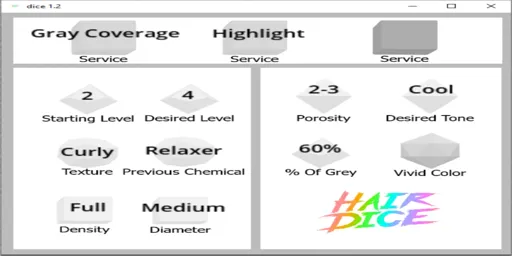 dice 1.2
Gray Coverage Highlight
Service Service Service
2 4 2-3 Cool
Starting Level Desired Level Porosity Desired Tone
Curly Relaxer 60%
Texture Previous Chemical % Of Grey Vivid Color
Full Medium
Density Diameter
HAIR
DICE